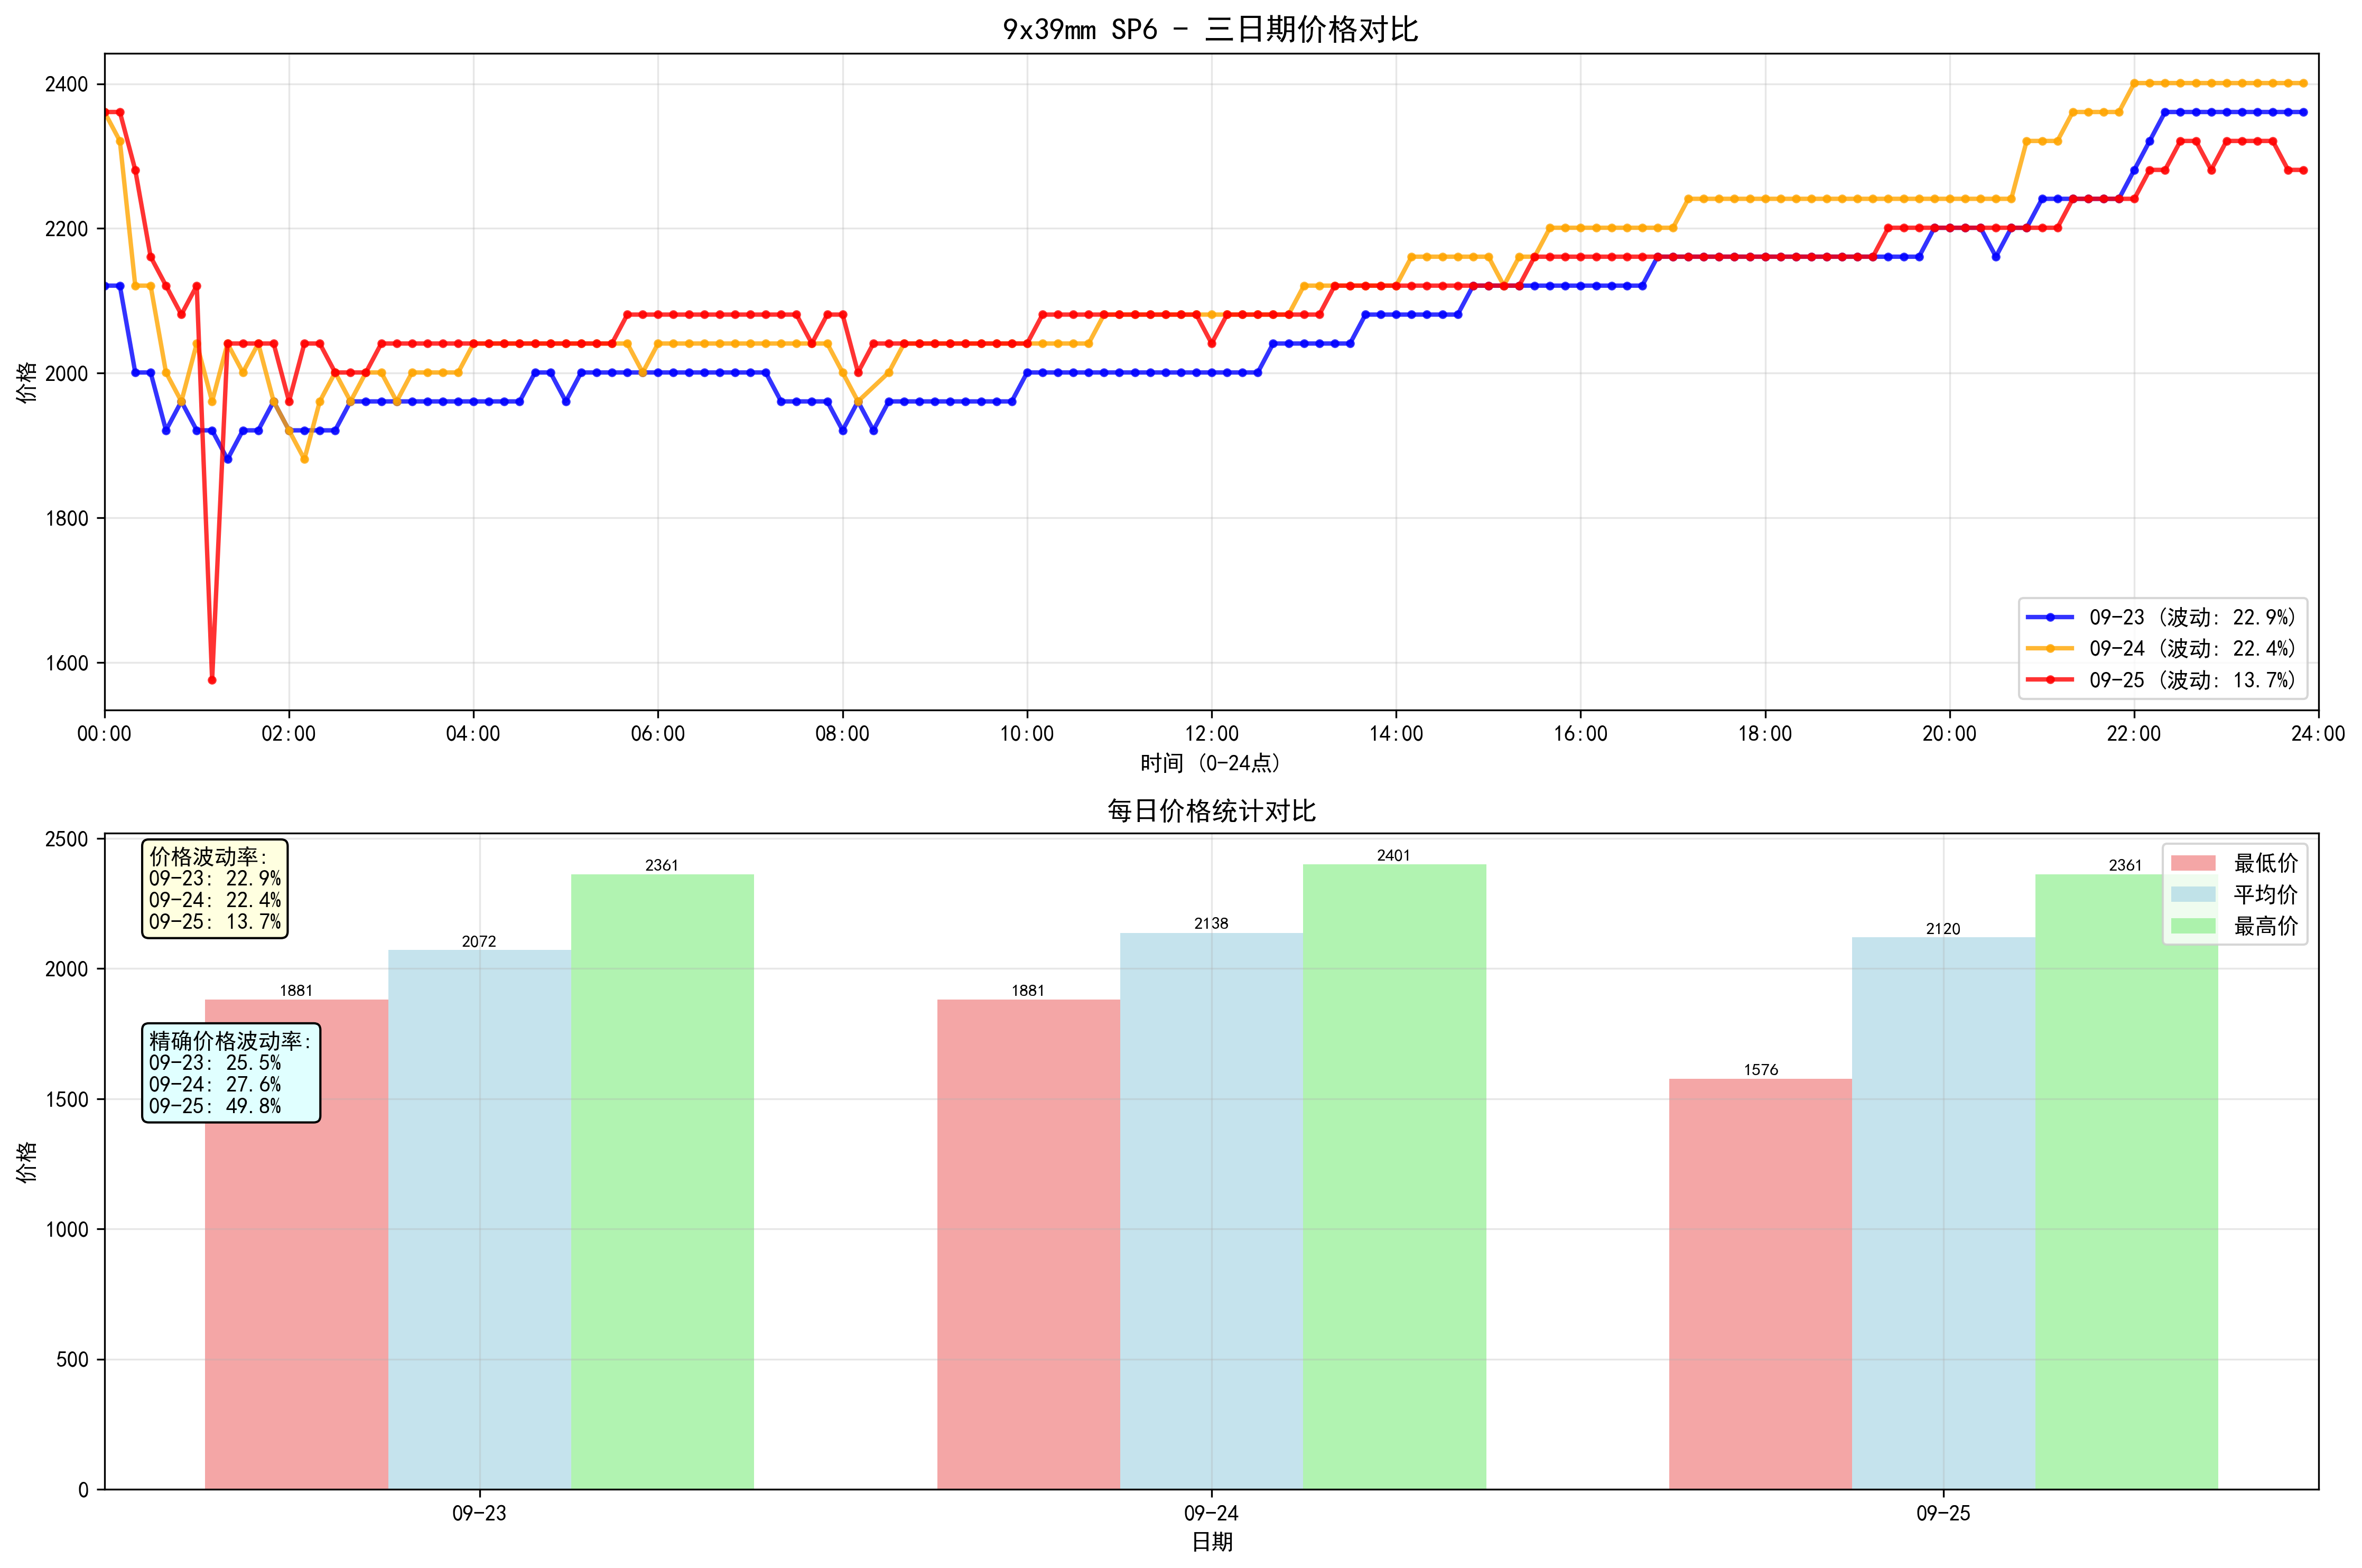 9x39mm SP6 - 三日期价格对比
价格
2400
2200
2000
1800
1600
09-23 (波动: 22.9%)
09-24 (波动: 22.4%)
09-25 (波动: 13.7%)
00:00 02:00 04:00 06:00 08:00 10:00 12:00 14:00 16:00 18:00 20:00 22:00 24:00
时间 (0-24点)
每日价格统计对比
价格
2500
2000
1500
1000
500
0
价格波动率:
09-23: 22.9%
09-24: 22.4%
09-25: 13.7%
精确价格波动率:
09-23: 25.5%
09-24: 27.6%
09-25: 49.8%
1881
2072
2361
1881
2138
2401
1576
2120
2361
最低价
平均价
最高价
09-23 09-24 09-25
日期